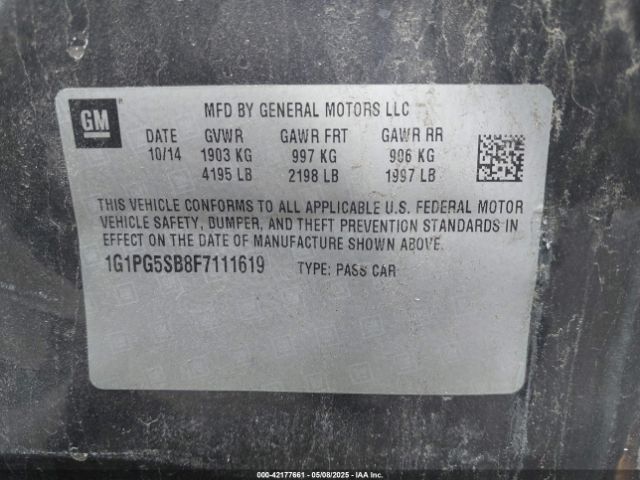 GM
MFD BY GENERAL MOTORS LLC
DATE GVWR GAWR FRT GAWR RR
10/14 1903 KG 997 KG 906 KG
4195 LB 2198 LB 1997 LB
THIS VEHICLE CONFORMS TO ALL APPLICABLE U.S. FEDERAL MOTOR
VEHICLE SAFETY, BUMPER, AND THEFT PREVENTION STANDARDS IN
EFFECT ON THE DATE OF MANUFACTURE SHOWN ABOVE.
1G1PG5SB8F7111619 TYPE: PASS CAR
000-42177661 - 05/08/2025 - IAAI.com